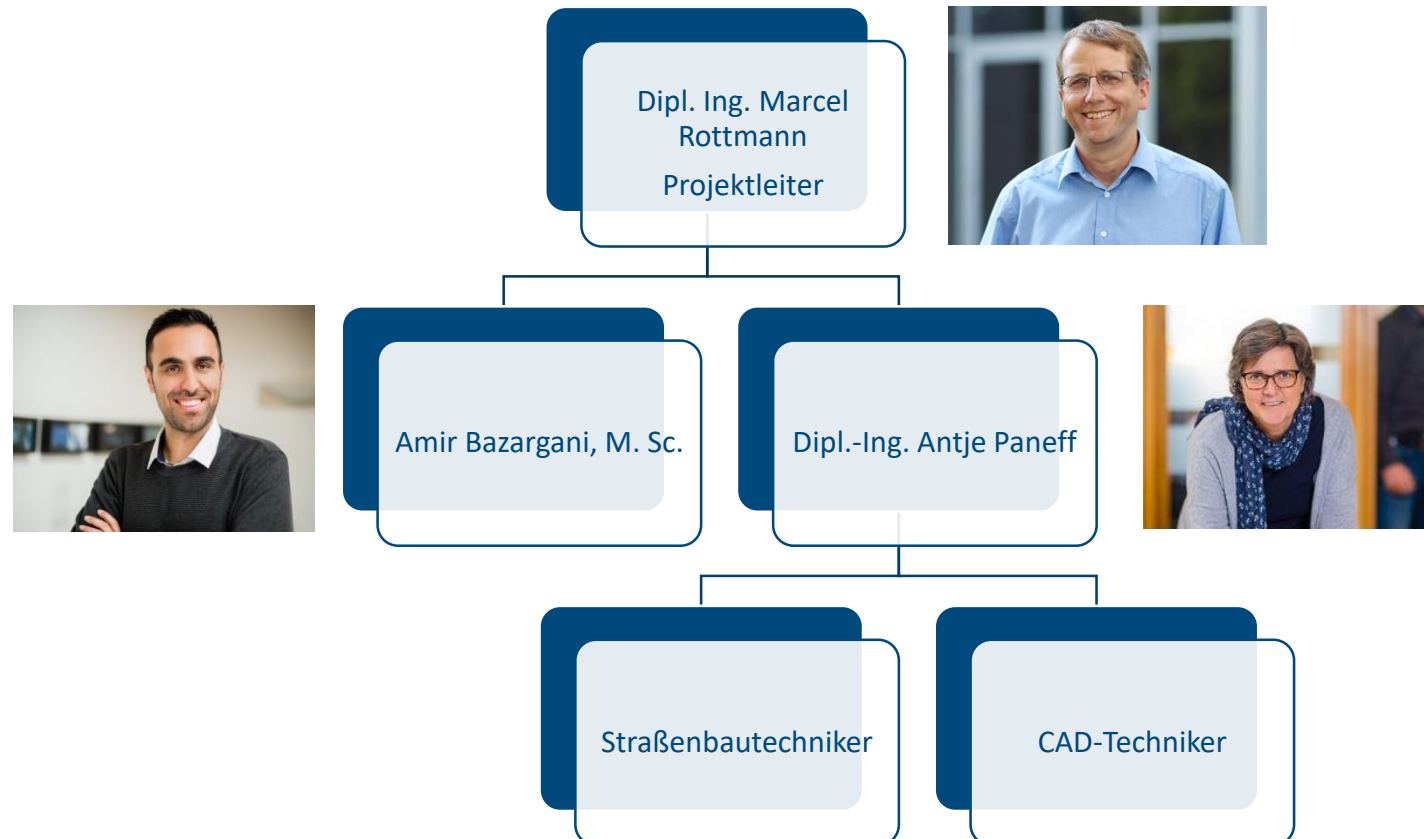 Dipl. Ing. Marcel
Rottmann
Projektleiter
Amir Bazargani, M. Sc.
Dipl.-Ing. Antje Paneff
Straßenbautechniker
CAD-Techniker